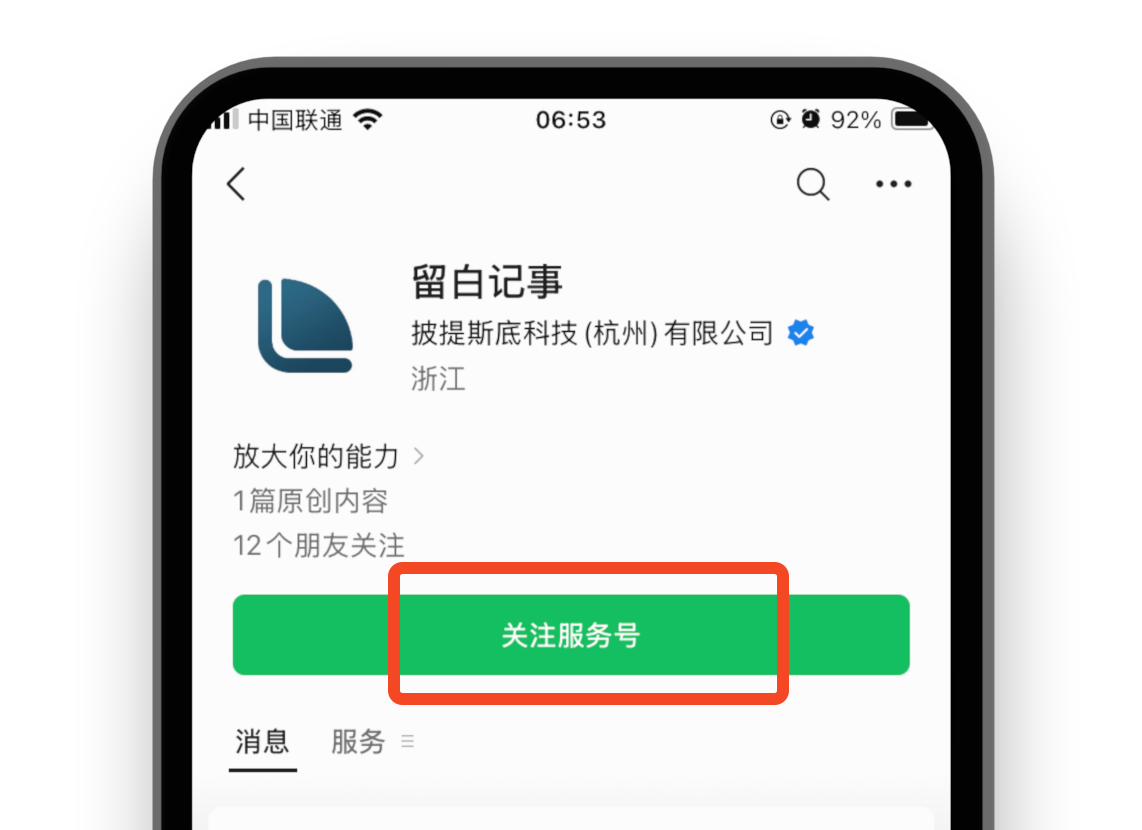 中国联通 06:53 92%
留白记事
披提斯底科技(杭州)有限公司
浙江
放大你的能力
1篇原创内容
12个朋友关注
关注服务号
消息 服务